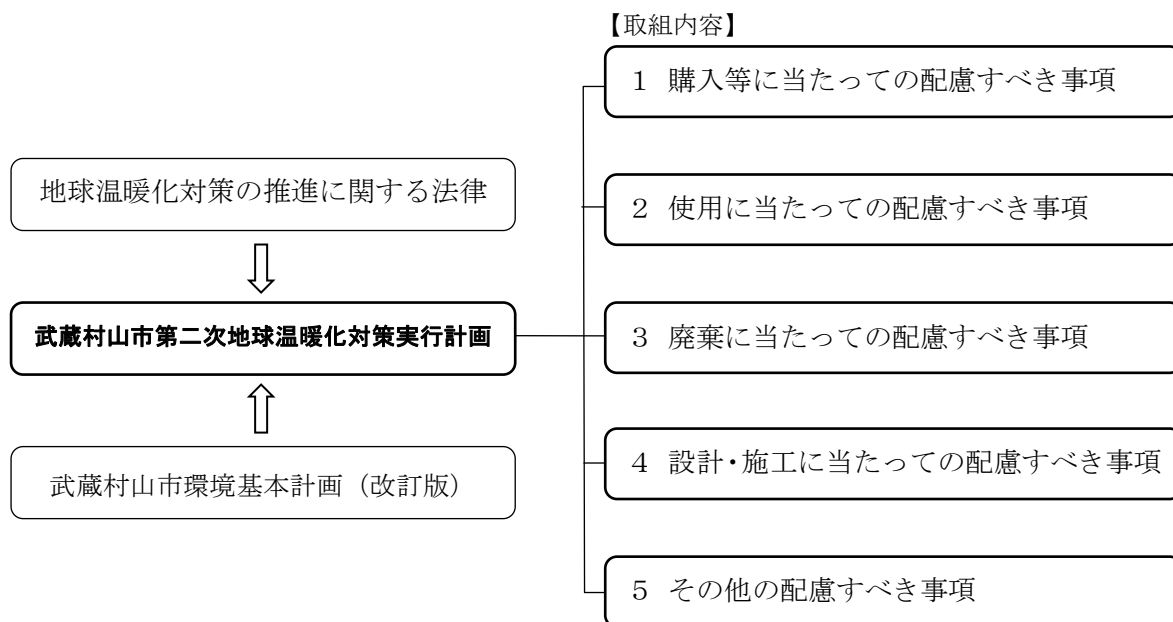 地球温暖化対策の推進に関する法律
武蔵村山市第二次地球温暖化対策実行計画
武蔵村山市環境基本計画（改訂版）
【取組内容】
１ 購入等に当たっての配慮すべき事項
２ 使用に当たっての配慮すべき事項
３ 廃棄に当たっての配慮すべき事項
４ 設計・施工に当たっての配慮すべき事項
５ その他の配慮すべき事項